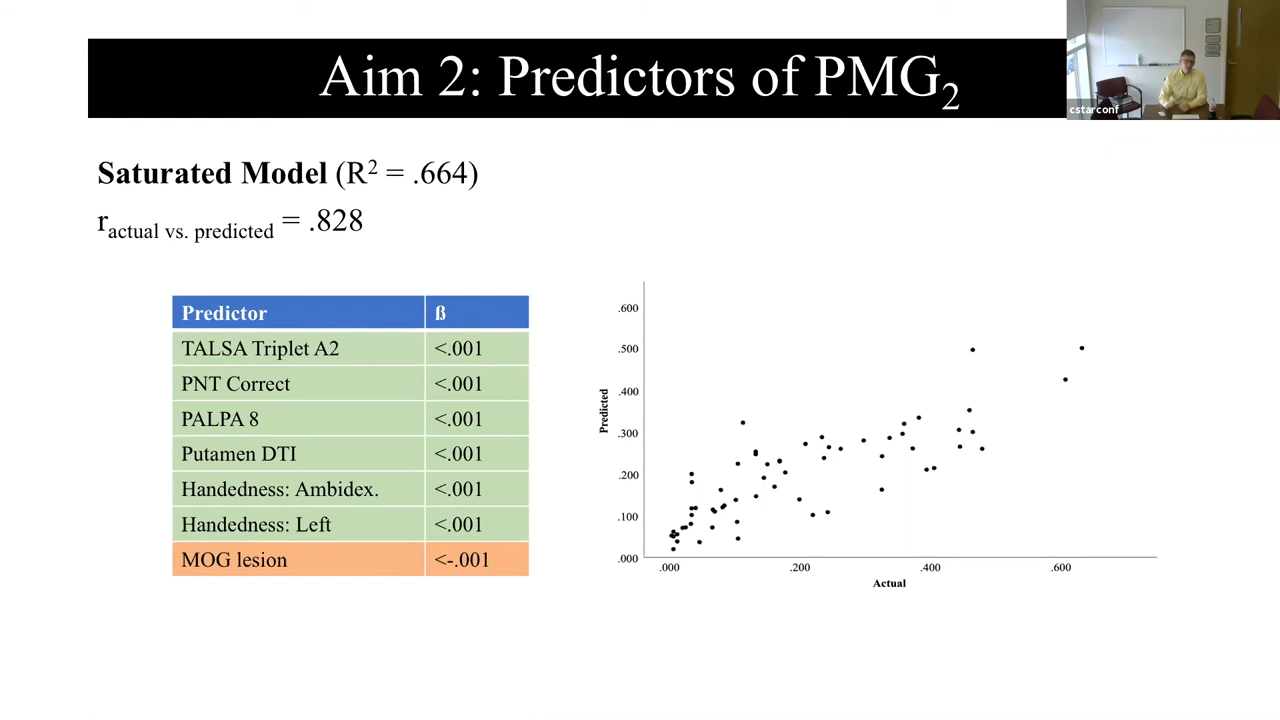 Aim 2: Predictors of PMG2
cstarconf
Saturated Model (R2 = .664)
ractual vs. predicted = .828
Predictor ß
TALSA Triplet A2 <.001
PNT Correct <.001
PALPA 8 <.001
Putamen DTI <.001
Handedness: Ambidex. <.001
Handedness: Left <.001
MOG lesion <-.001
.600
.500
.400
.300
.200
.100
.000
Predicted
.000 .200 .400 .600
Actual